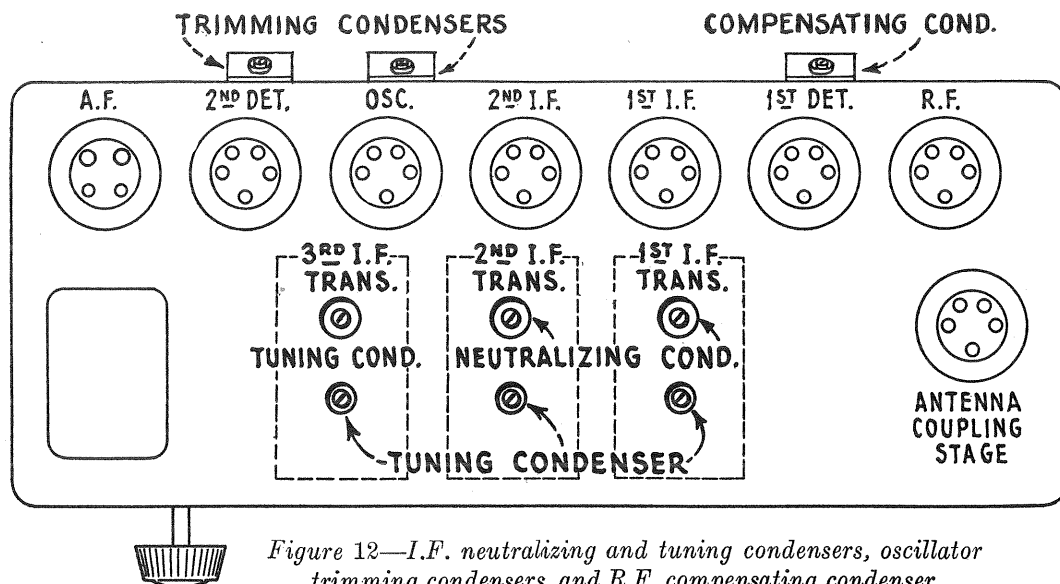 TRIMMING CONDENSERS
COMPENSATING COND.
A.F.
2ND DET.
OSC.
2ND I.F.
1ST I.F.
1ST DET.
R.F.
3RD I.F. TRANS.
2ND I.F. TRANS.
1ST I.F. TRANS.
TUNING COND.
NEUTRALIZING COND.
TUNING CONDENSER
ANTENNA
COUPLING
STAGE
Figure 12—I.F. neutralizing and tuning condensers, oscillator
trimming condensers, and R.F. compensating condenser